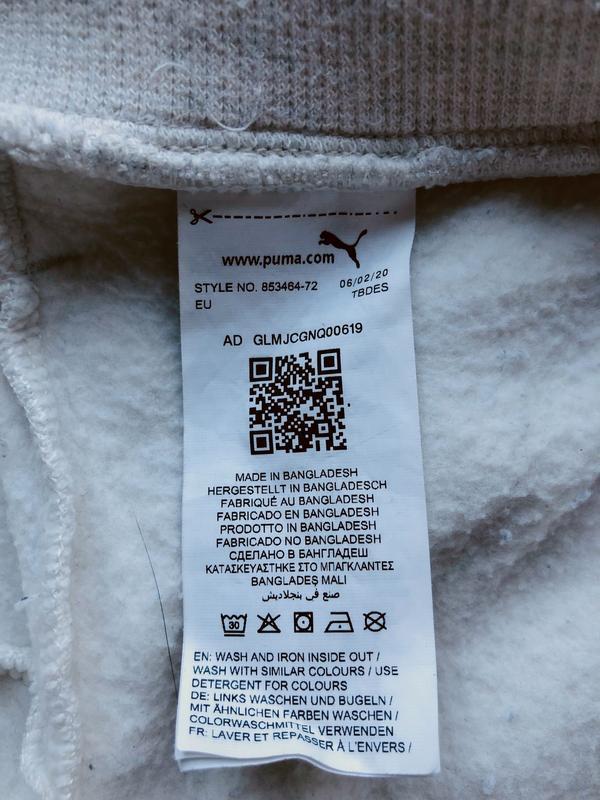 www.puma.com
STYLE NO. 853464-72 06/02/20
EU TBDES
AD GLMJCGNQ00619
MADE IN BANGLADESH
HERGESTELLT IN BANGLADESCH
FABRIQUÉ AU BANGLADESH
FABRICADO EN BANGLADESH
PRODOTTO IN BANGLADESH
FABRICADO NO BANGLADESH
СДЕЛАНО В БАНГЛАДЕШ
ΚΑΤΑΣΚΕΥΑΣΤΗΚΕ ΣΤΟ ΜΠΑΓΚΛΑΝΤΕΣ
BANGLADEŞ MALI
صنع في بنجلاديش
30
EN: WASH AND IRON INSIDE OUT /
WASH WITH SIMILAR COLOURS / USE
DETERGENT FOR COLOURS
DE: LINKS WASCHEN UND BUGELN /
MIT ÄHNLICHEN FARBEN WASCHEN /
COLORWASCHMITTEL VERWENDEN
FR: LAVER ET REPASSER À L'ENVERS /